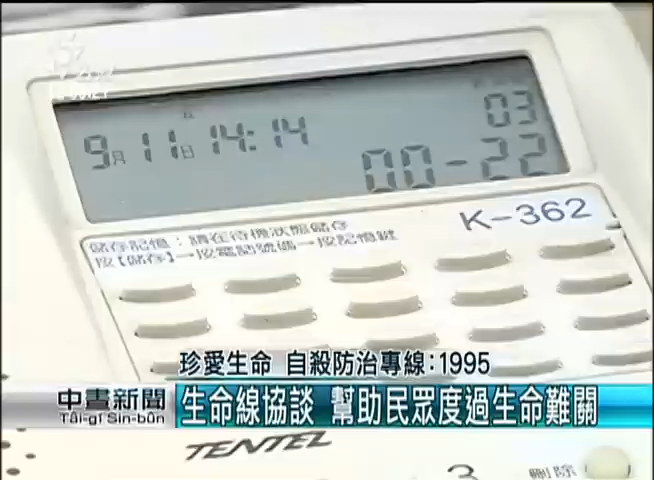 9月11日 14:14
03
00-22
K-362
儲存記憶：請在待機狀態儲存
按【儲存】→按電話號碼→按記憶鍵
珍愛生命 自殺防治專線:1995
中晝新聞
Tâi-gí Sin-bûn
生命線協談 幫助民眾度過生命難關
TENTEL
3
刪除